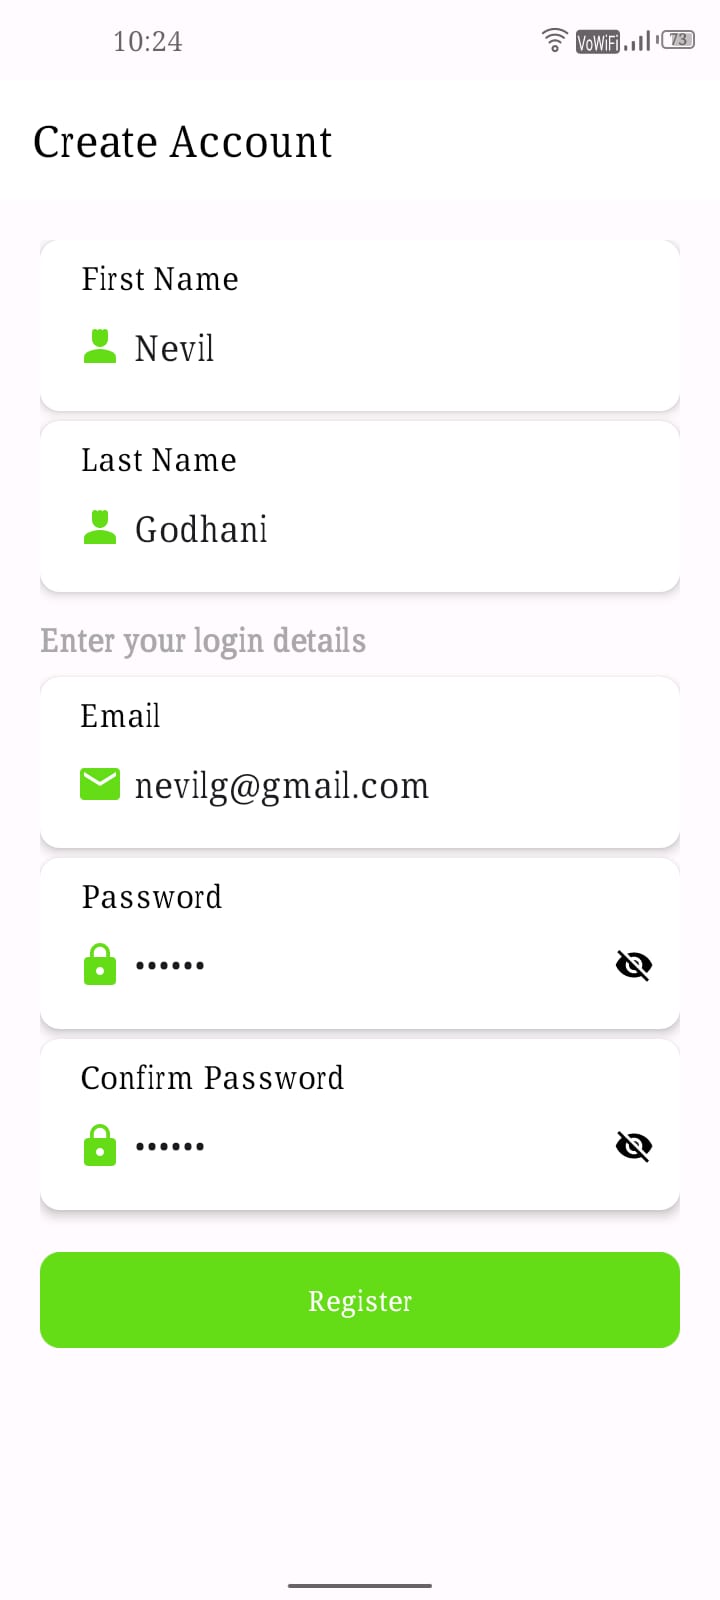 10:24
VoWiFi
73
Create Account
First Name
Nevil
Last Name
Godhani
Enter your login details
Email
nevilg@gmail.com
Password
••••••
Confirm Password
••••••
Register